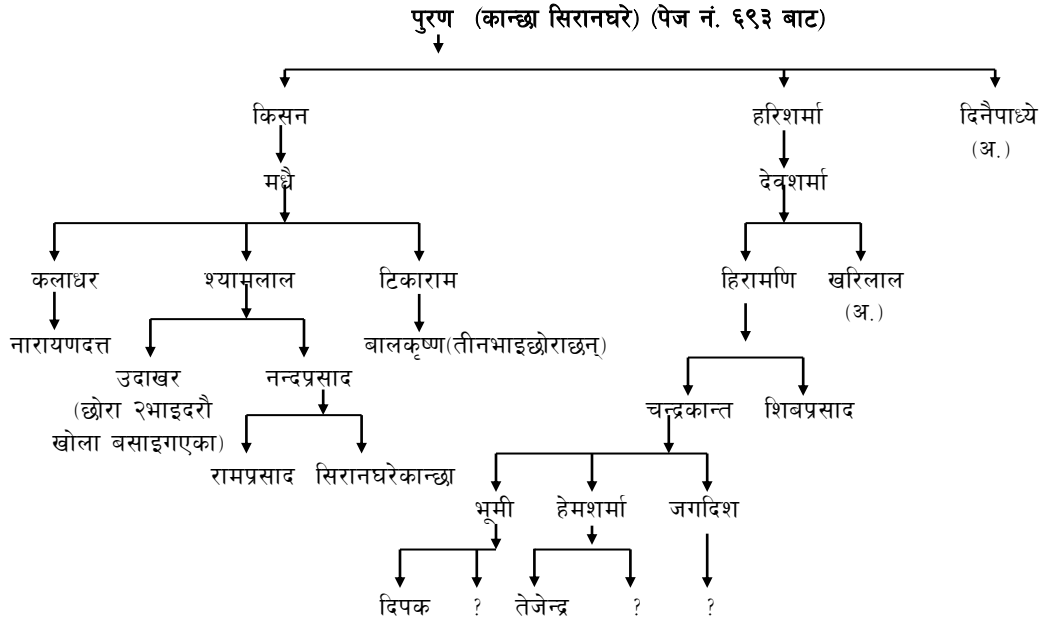 पुरण (कान्छा सिरानघरे) (पेज नं. ६९३ बाट)
किसन हरिशर्मा दिनैपाध्ये
(अ.)
मधै देवशर्मा
कलाधर श्यामलाल टिकाराम हिरामणि खरिलाल
(अ.)
नारायणदत्त बालकृष्ण(तीनभाइछोराछन्)
उदाखर नन्दप्रसाद
(छोरा २भाइदरौ चन्द्रकान्त शिबप्रसाद
खोला बसाइगएका)
रामप्रसाद सिरानघरेकान्छा
भूमी हेमशर्मा जगदिश
दिपक ? तेजेन्द्र ? ?